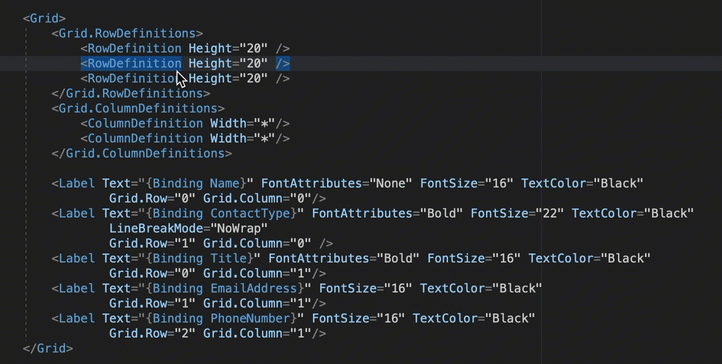 <Grid>
<Grid.RowDefinitions>
<RowDefinition Height="20" />
<RowDefinition Height="20" />
<RowDefinition Height="20" />
</Grid.RowDefinitions>
<Grid.ColumnDefinitions>
<ColumnDefinition Width="*"/>
<ColumnDefinition Width="*"/>
</Grid.ColumnDefinitions>
<Label Text="{Binding Name}" FontAttributes="None" FontSize="16" TextColor="Black"
Grid.Row="0" Grid.Column="0"/>
<Label Text="{Binding ContactType}" FontAttributes="Bold" FontSize="22" TextColor="Black"
LineBreakMode="NoWrap"
Grid.Row="1" Grid.Column="0" />
<Label Text="{Binding Title}" FontAttributes="Bold" FontSize="16" TextColor="Black"
Grid.Row="0" Grid.Column="1"/>
<Label Text="{Binding EmailAddress}" FontSize="16" TextColor="Black"
Grid.Row="1" Grid.Column="1"/>
<Label Text="{Binding PhoneNumber}" FontSize="16" TextColor="Black"
Grid.Row="2" Grid.Column="1"/>
</Grid>